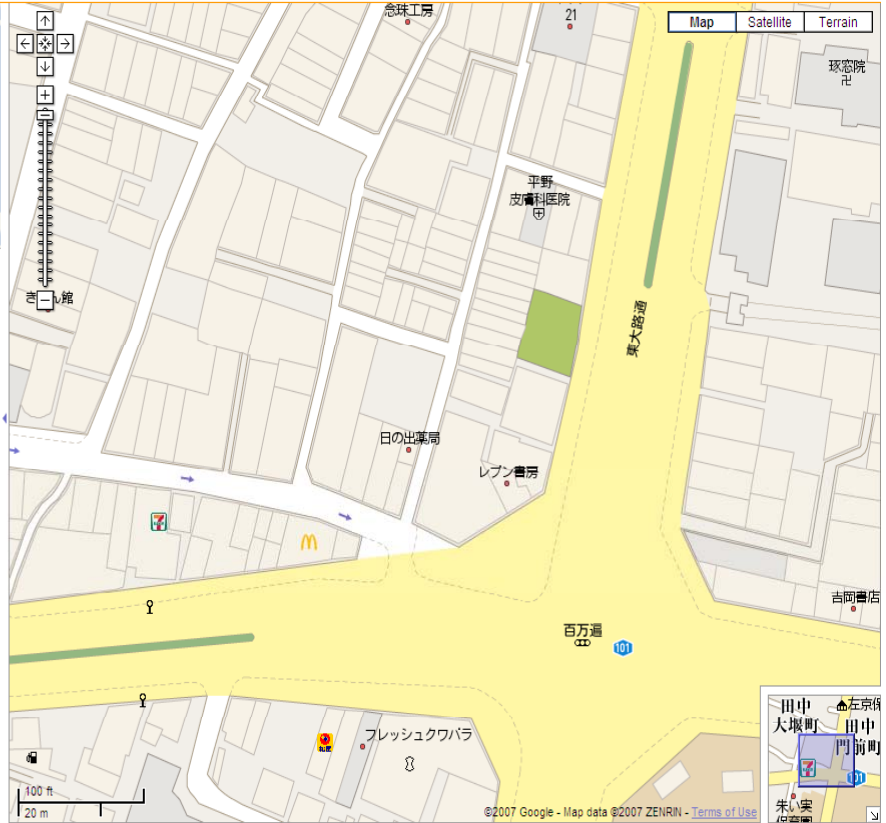 念珠工房
21
Map
Satellite
Terrain
琢窓院
平野
皮膚科医院
東大路通
日の出薬局
レブン書房
吉岡書店
百万遍
101
フレッシュクワバラ
田中
大堰町
左京保
田中
門前町
101
朱い実
保育園
100 ft
20 m
©2007 Google - Map data ©2007 ZENRIN - Terms of Use